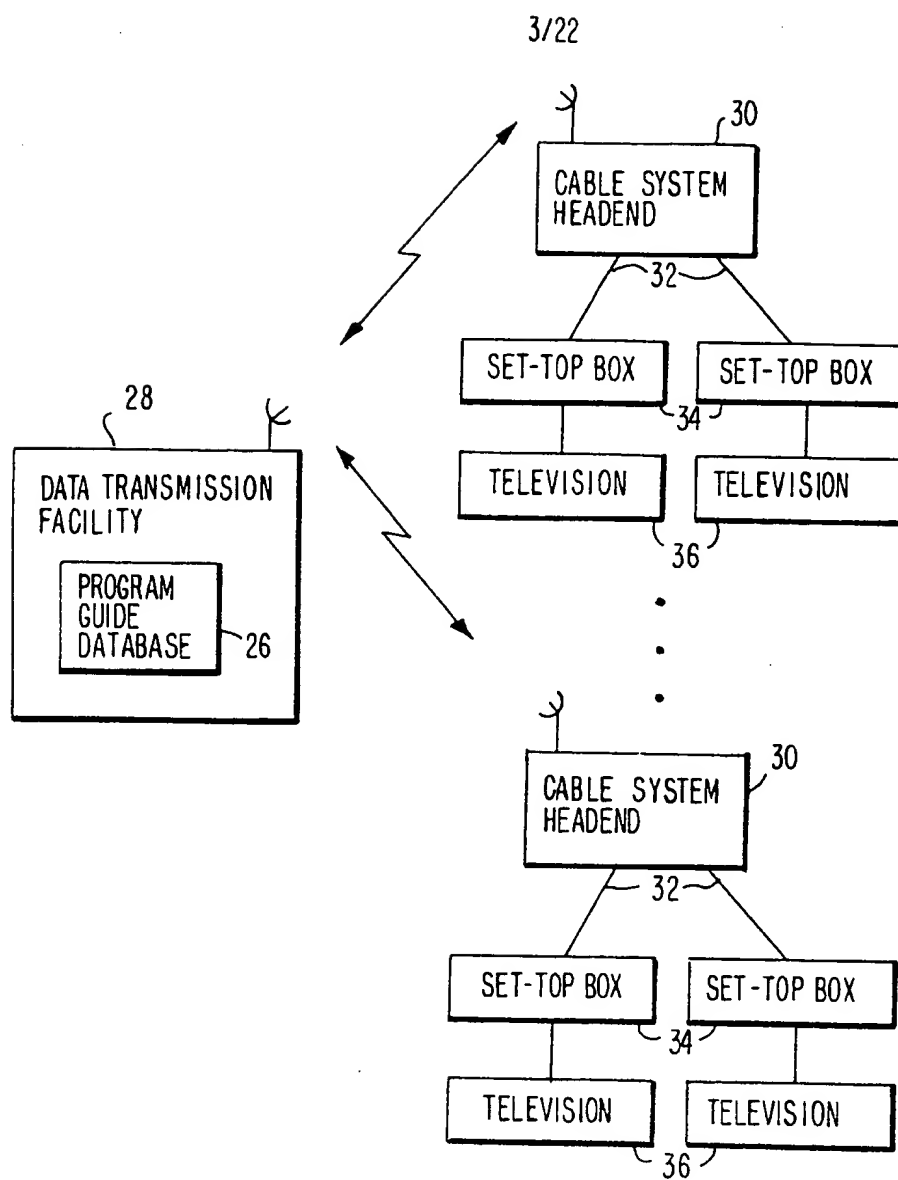 3/22
30
CABLE SYSTEM
HEADEND
32
SET-TOP BOX
SET-TOP BOX
34
TELEVISION
TELEVISION
36
28
DATA TRANSMISSION
FACILITY
PROGRAM
GUIDE
DATABASE
26
30
CABLE SYSTEM
HEADEND
32
SET-TOP BOX
SET-TOP BOX
34
TELEVISION
TELEVISION
36